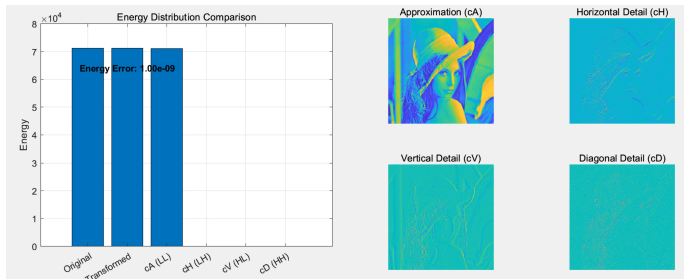 Energy Distribution Comparison
×10⁴
8
7
6
5
4
3
2
1
0
Energy
Energy Error: 1.00e-09
Original
Transformed
cA (LL)
cH (LH)
cV (HL)
cD (HH)
Approximation (cA)
Horizontal Detail (cH)
Vertical Detail (cV)
Diagonal Detail (cD)